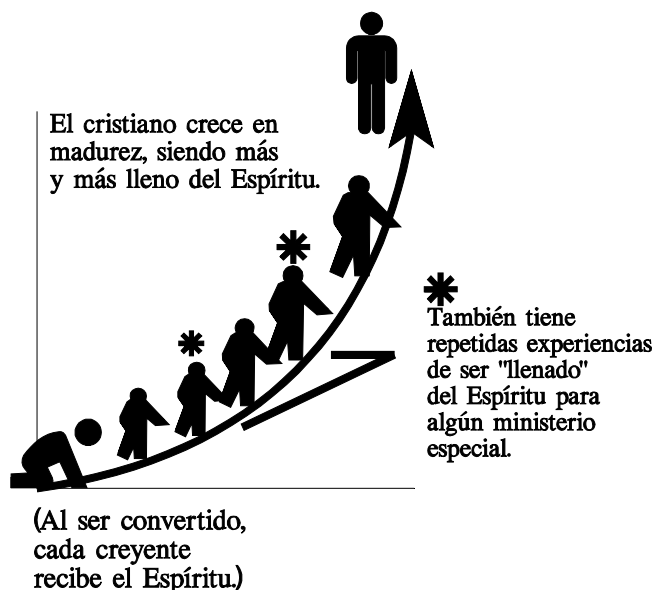 El cristiano crece en
madurez, siendo más
y más lleno del Espíritu.
También tiene
repetidas experiencias
de ser "llenado"
del Espíritu para
algún ministerio
especial.
(Al ser convertido,
cada creyente
recibe el Espíritu.)